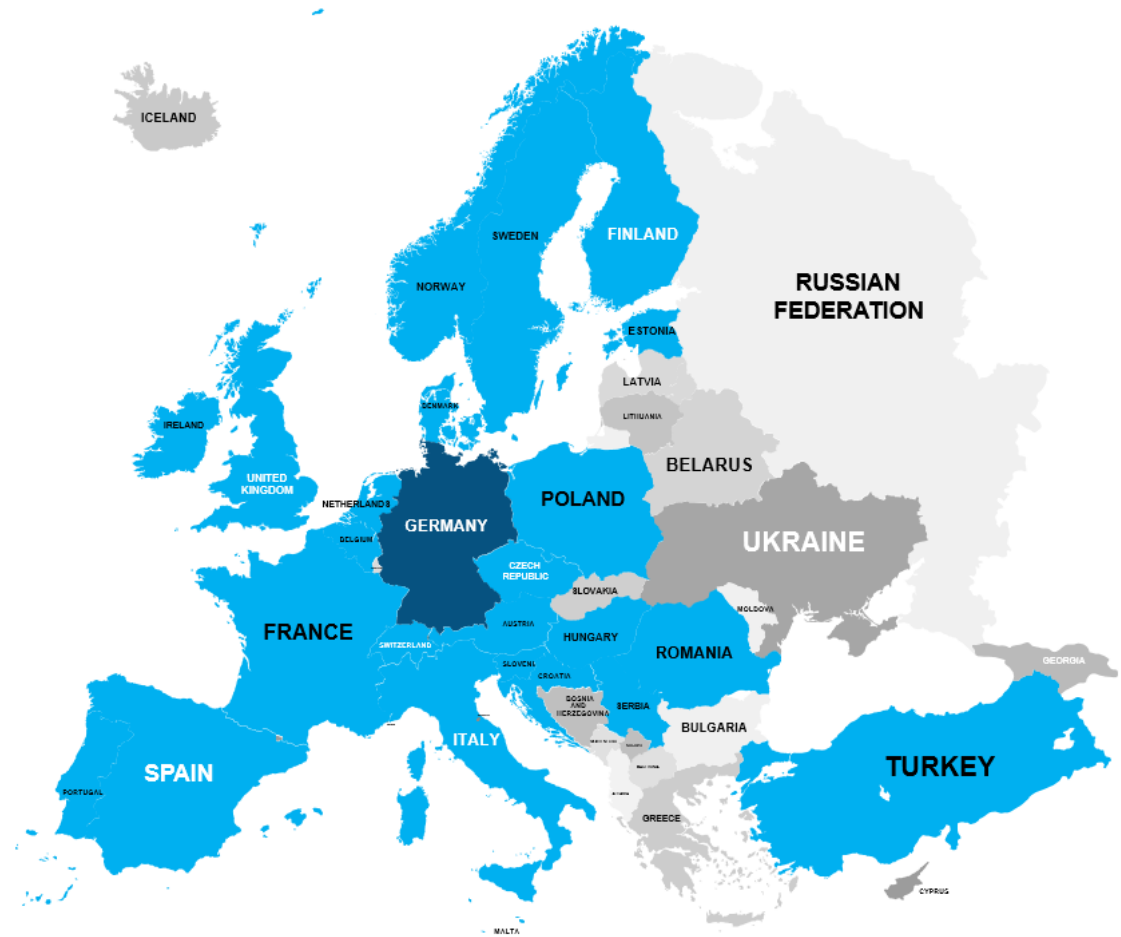 ICELAND
SWEDEN
FINLAND
NORWAY
RUSSIAN
FEDERATION
ESTONIA
LATVIA
DENMARK
LITHUANIA
IRELAND
BELARUS
UNITED
KINGDOM
NETHERLANDS
POLAND
GERMANY
BELGIUM
UKRAINE
CZECH
REPUBLIC
SLOVAKIA
MOLDOVA
FRANCE
AUSTRIA
HUNGARY
SWITZERLAND
ROMANIA
GEORGIA
SLOVENI
CROATIA
BOSNIA
AND
HERZEGOVINA
SERBIA
BULGARIA
ITALY
SPAIN
TURKEY
PORTUGAL
GREECE
CYPRUS
MALTA